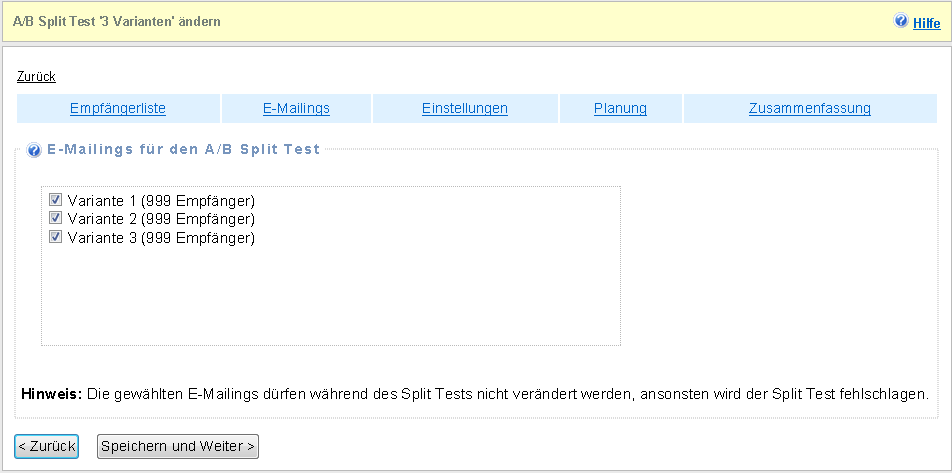 A/B Split Test '3 Varianten' ändern
Hilfe
Zurück
Empfängerliste E-Mailings Einstellungen Planung Zusammenfassung
E-Mailings für den A/B Split Test
Variante 1 (999 Empfänger)
Variante 2 (999 Empfänger)
Variante 3 (999 Empfänger)
Hinweis: Die gewählten E-Mailings dürfen während des Split Tests nicht verändert werden, ansonsten wird der Split Test fehlschlagen.
< Zurück Speichern und Weiter >